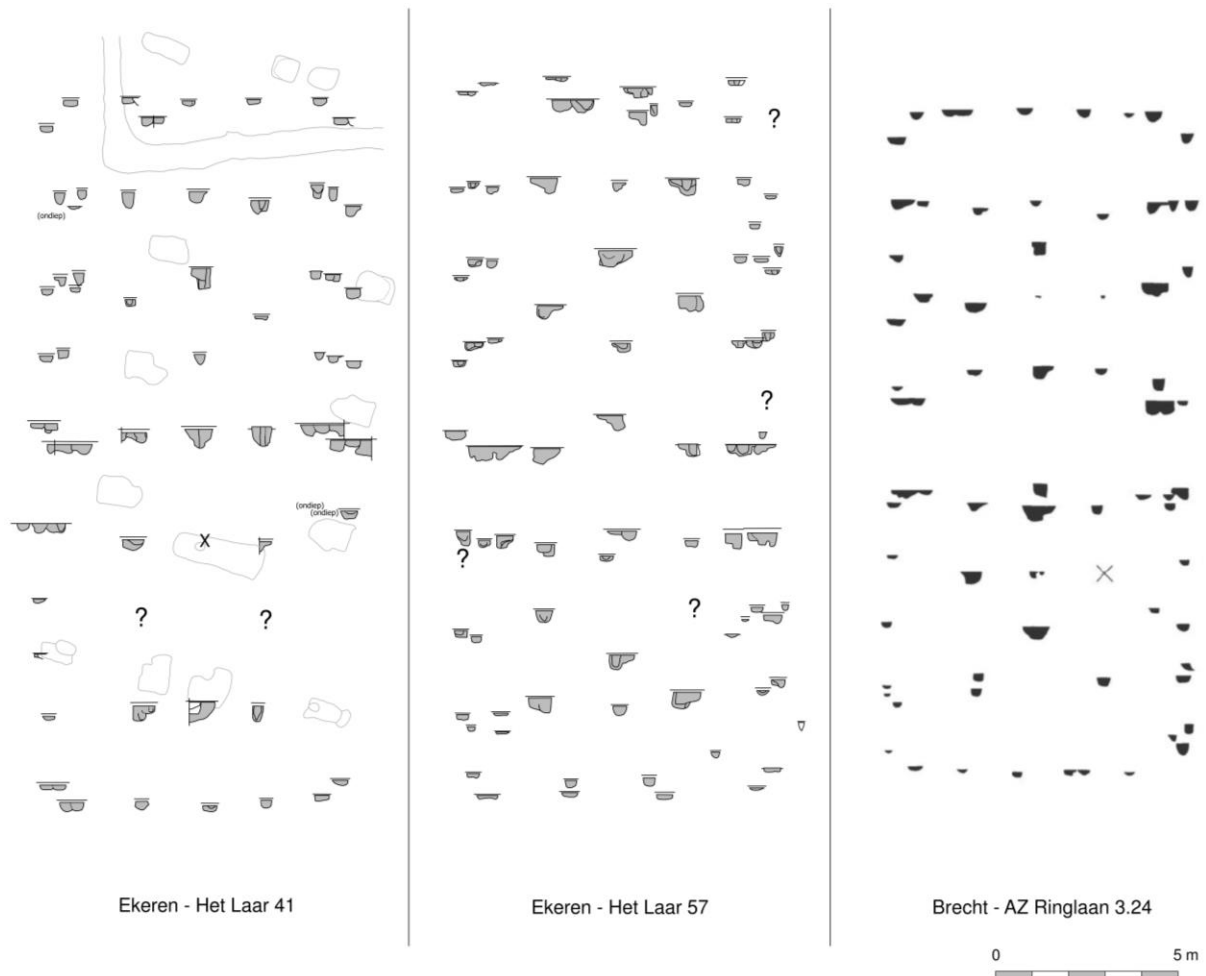 ?
?
(ondiep)
(ondiep)
(ondiep)
X
?
?
?
?
Ekeren - Het Laar 41
Ekeren - Het Laar 57
Brecht - AZ Ringlaan 3.24
0 5 m